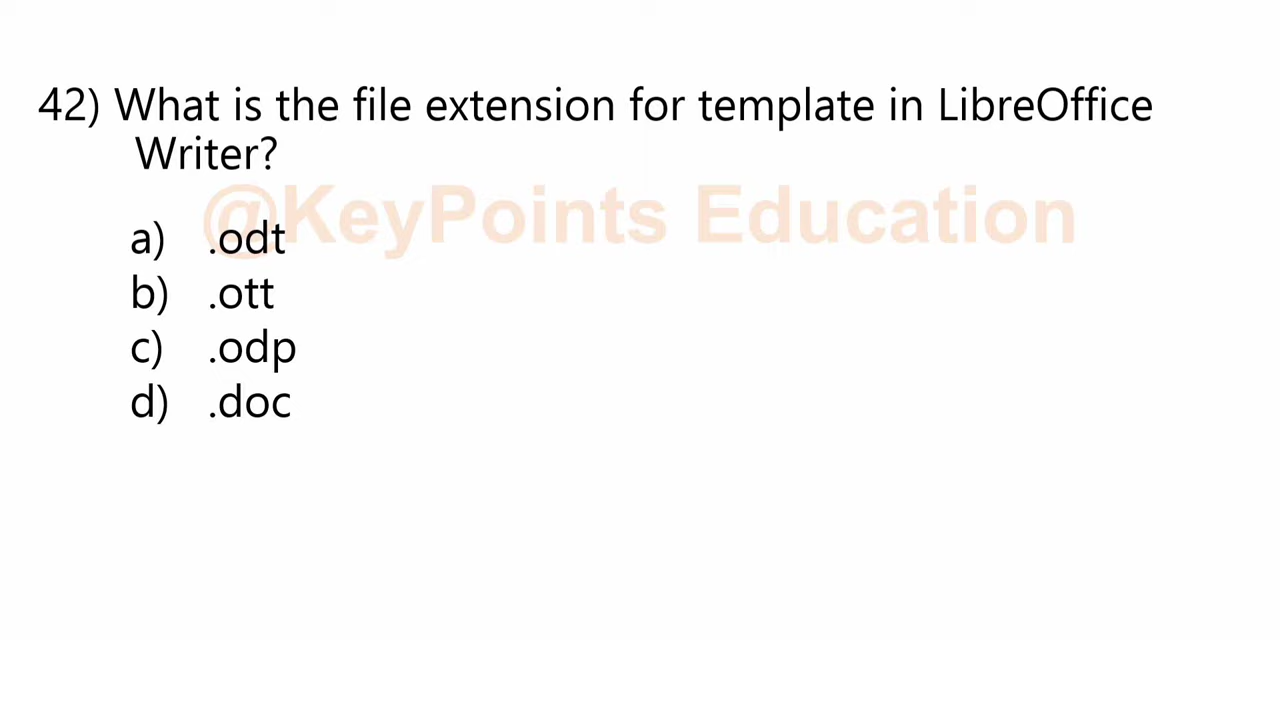 42) What is the file extension for template in LibreOffice
Writer?
@KeyPoints Education
a) .odt
b) .ott
c) .odp
d) .doc